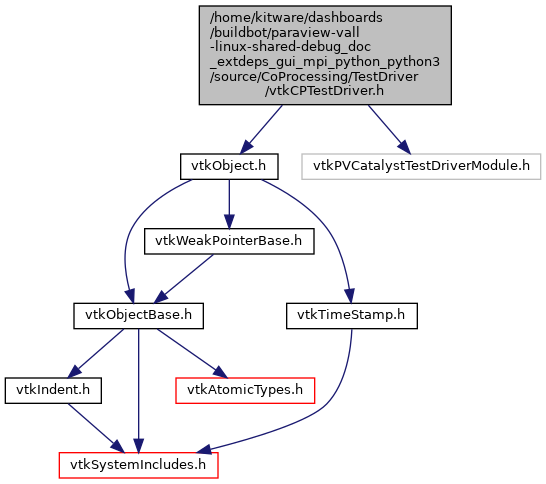 /home/kitware/dashboards
/buildbot/paraview-vall
-linux-shared-debug_doc
_extdeps_gui_mpi_python_python3
/source/CoProcessing/TestDriver
/vtkCPTestDriver.h
vtkObject.h
vtkPVCatalystTestDriverModule.h
vtkWeakPointerBase.h
vtkObjectBase.h
vtkTimeStamp.h
vtkIndent.h
vtkAtomicTypes.h
vtkSystemIncludes.h